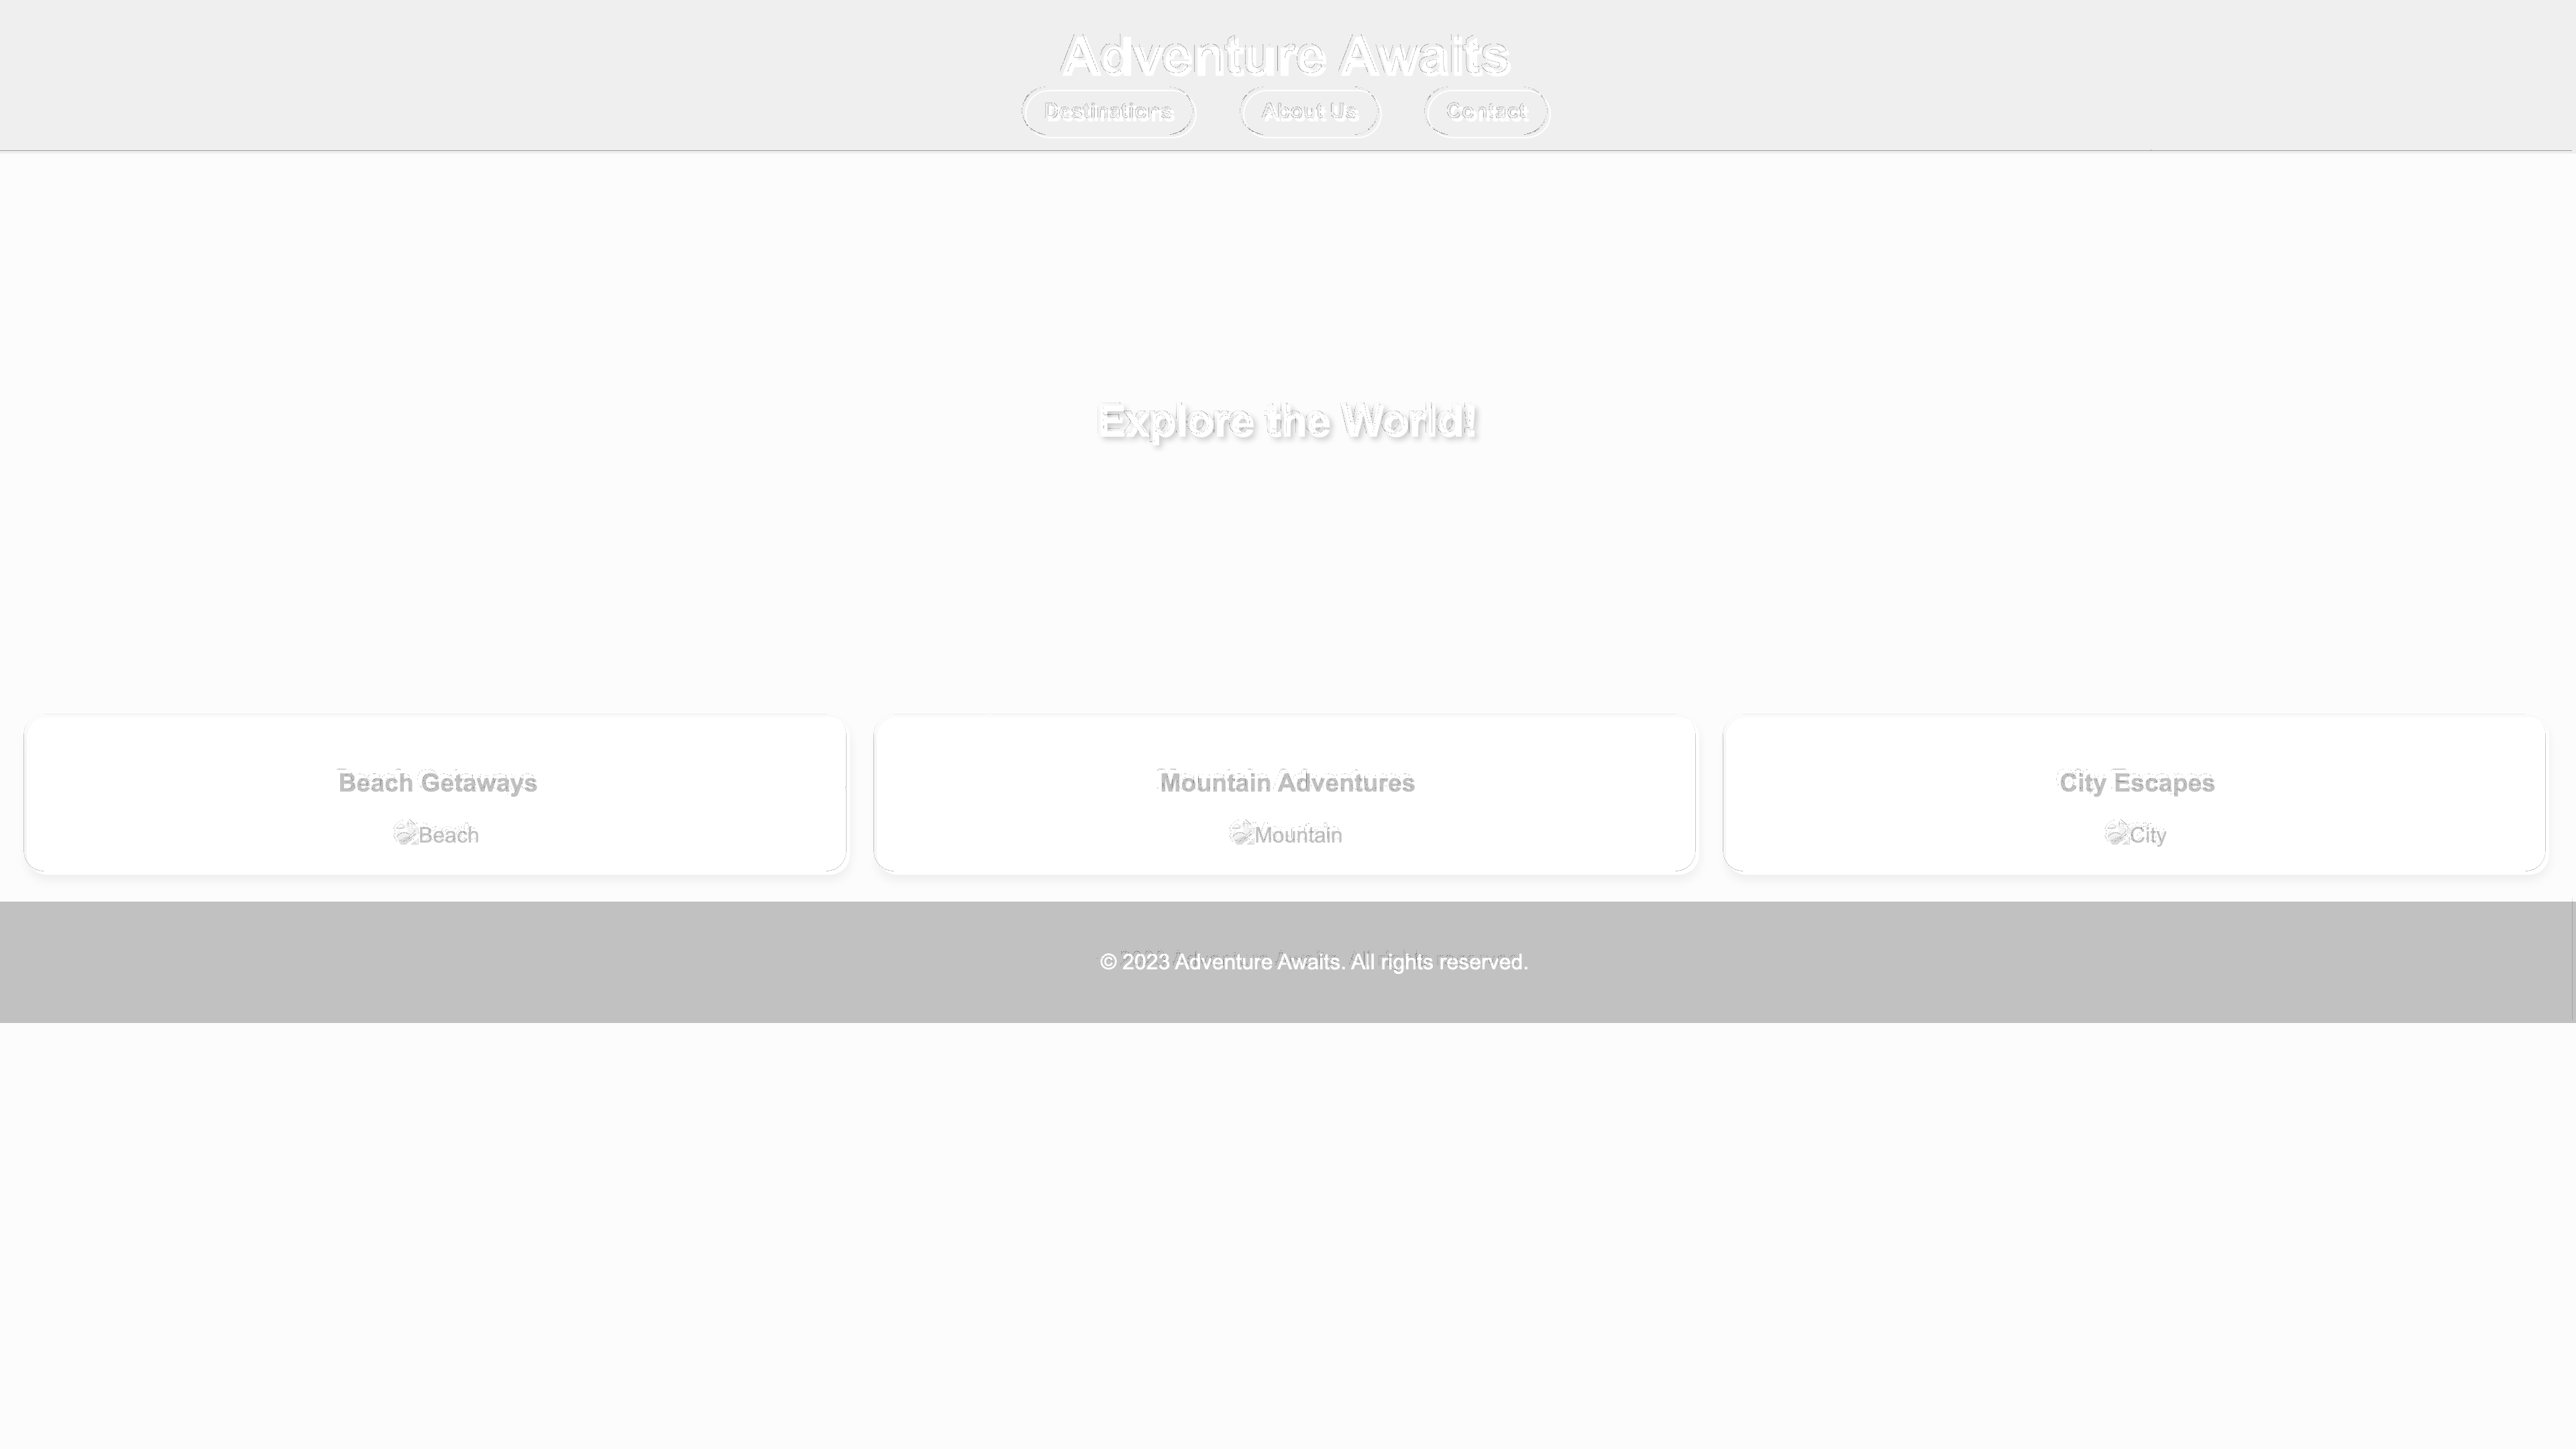 Adventure Awaits
Destinations About Us Contact
Explore the World!
Beach Getaways Mountain Adventures City Escapes
Beach Mountain City
© 2023 Adventure Awaits. All rights reserved.